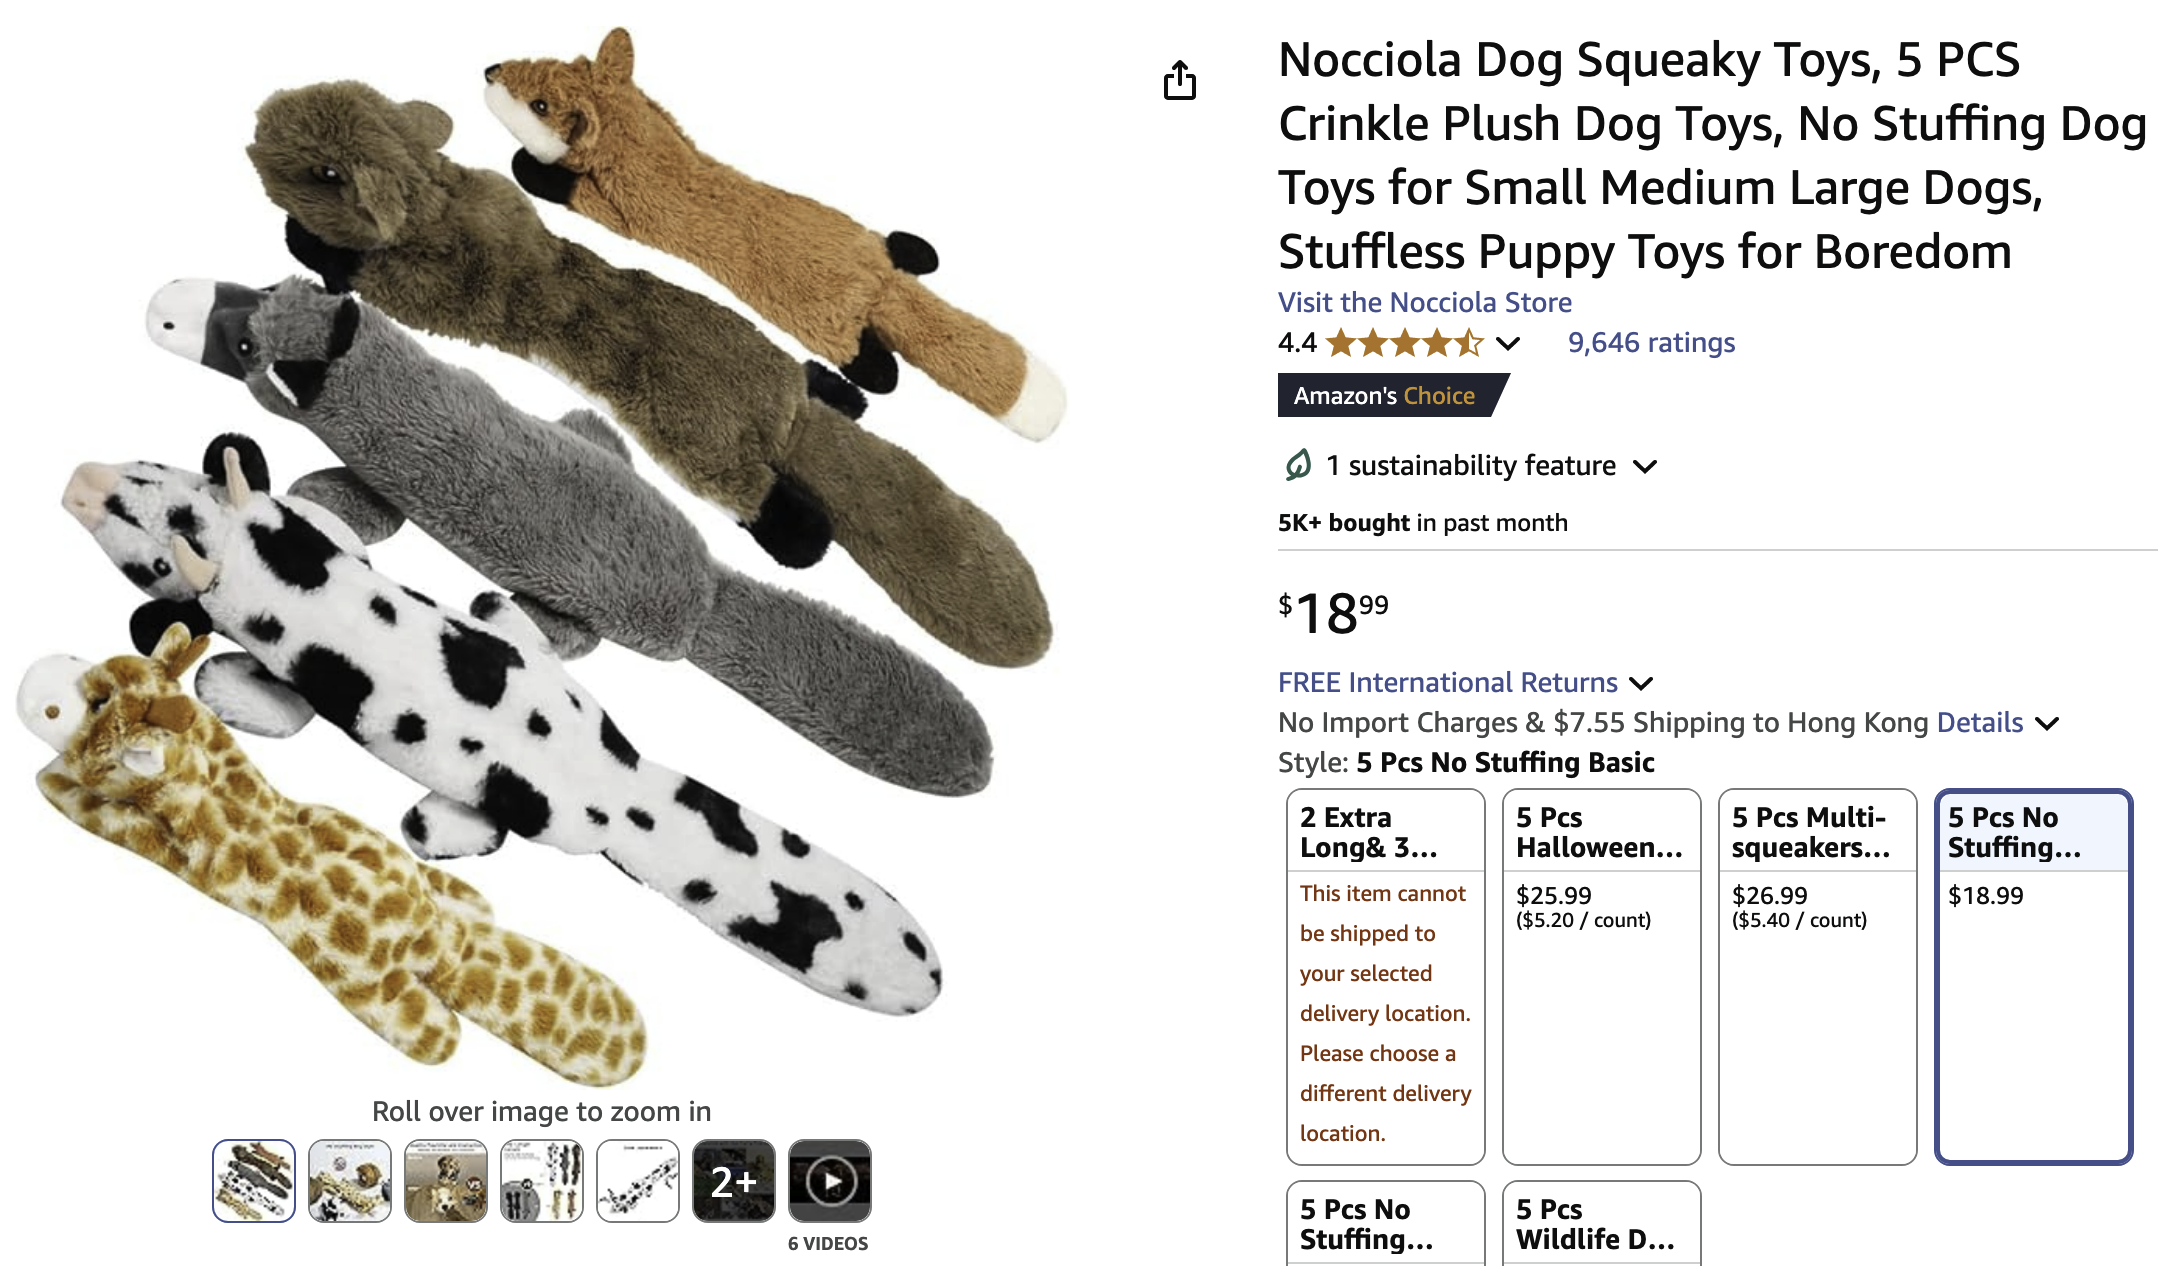 Nocciola Dog Squeaky Toys, 5 PCS
Crinkle Plush Dog Toys, No Stuffing Dog
Toys for Small Medium Large Dogs,
Stuffless Puppy Toys for Boredom
Visit the Nocciola Store
4.4
9,646 ratings
Amazon's Choice
1 sustainability feature
5K+ bought in past month
$18.99
FREE International Returns
No Import Charges & $7.55 Shipping to Hong Kong Details
Style: 5 Pcs No Stuffing Basic
2 Extra
Long& 3...
This item cannot
be shipped to
your selected
delivery location.
Please choose a
different delivery
location.
5 Pcs
Halloween...
$25.99
($5.20 / count)
5 Pcs Multi-
squeakers...
$26.99
($5.40 / count)
5 Pcs No
Stuffing...
$18.99
5 Pcs No
Stuffing...
5 Pcs
Wildlife D...
Roll over image to zoom in
2+
6 VIDEOS